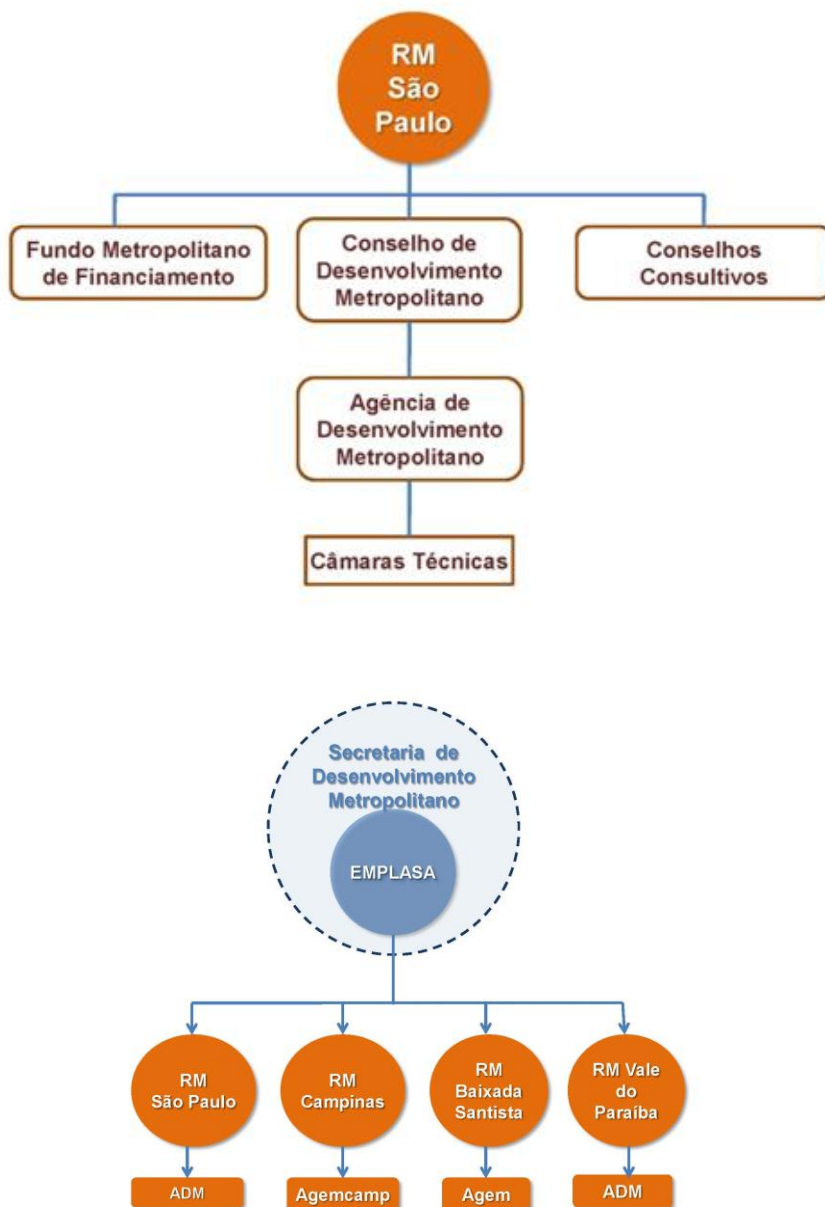 RM
São
Paulo
Fundo Metropolitano
de Financiamento
Conselho de
Desenvolvimento
Metropolitano
Conselhos
Consultivos
Agência de
Desenvolvimento
Metropolitano
Câmaras Técnicas
Secretaria de
Desenvolvimento
Metropolitano
EMPLASA
RM
São Paulo
RM
Campinas
RM
Baixada
Santista
RM Vale
do
Paraíba
ADM
Agemcamp
Agem
ADM